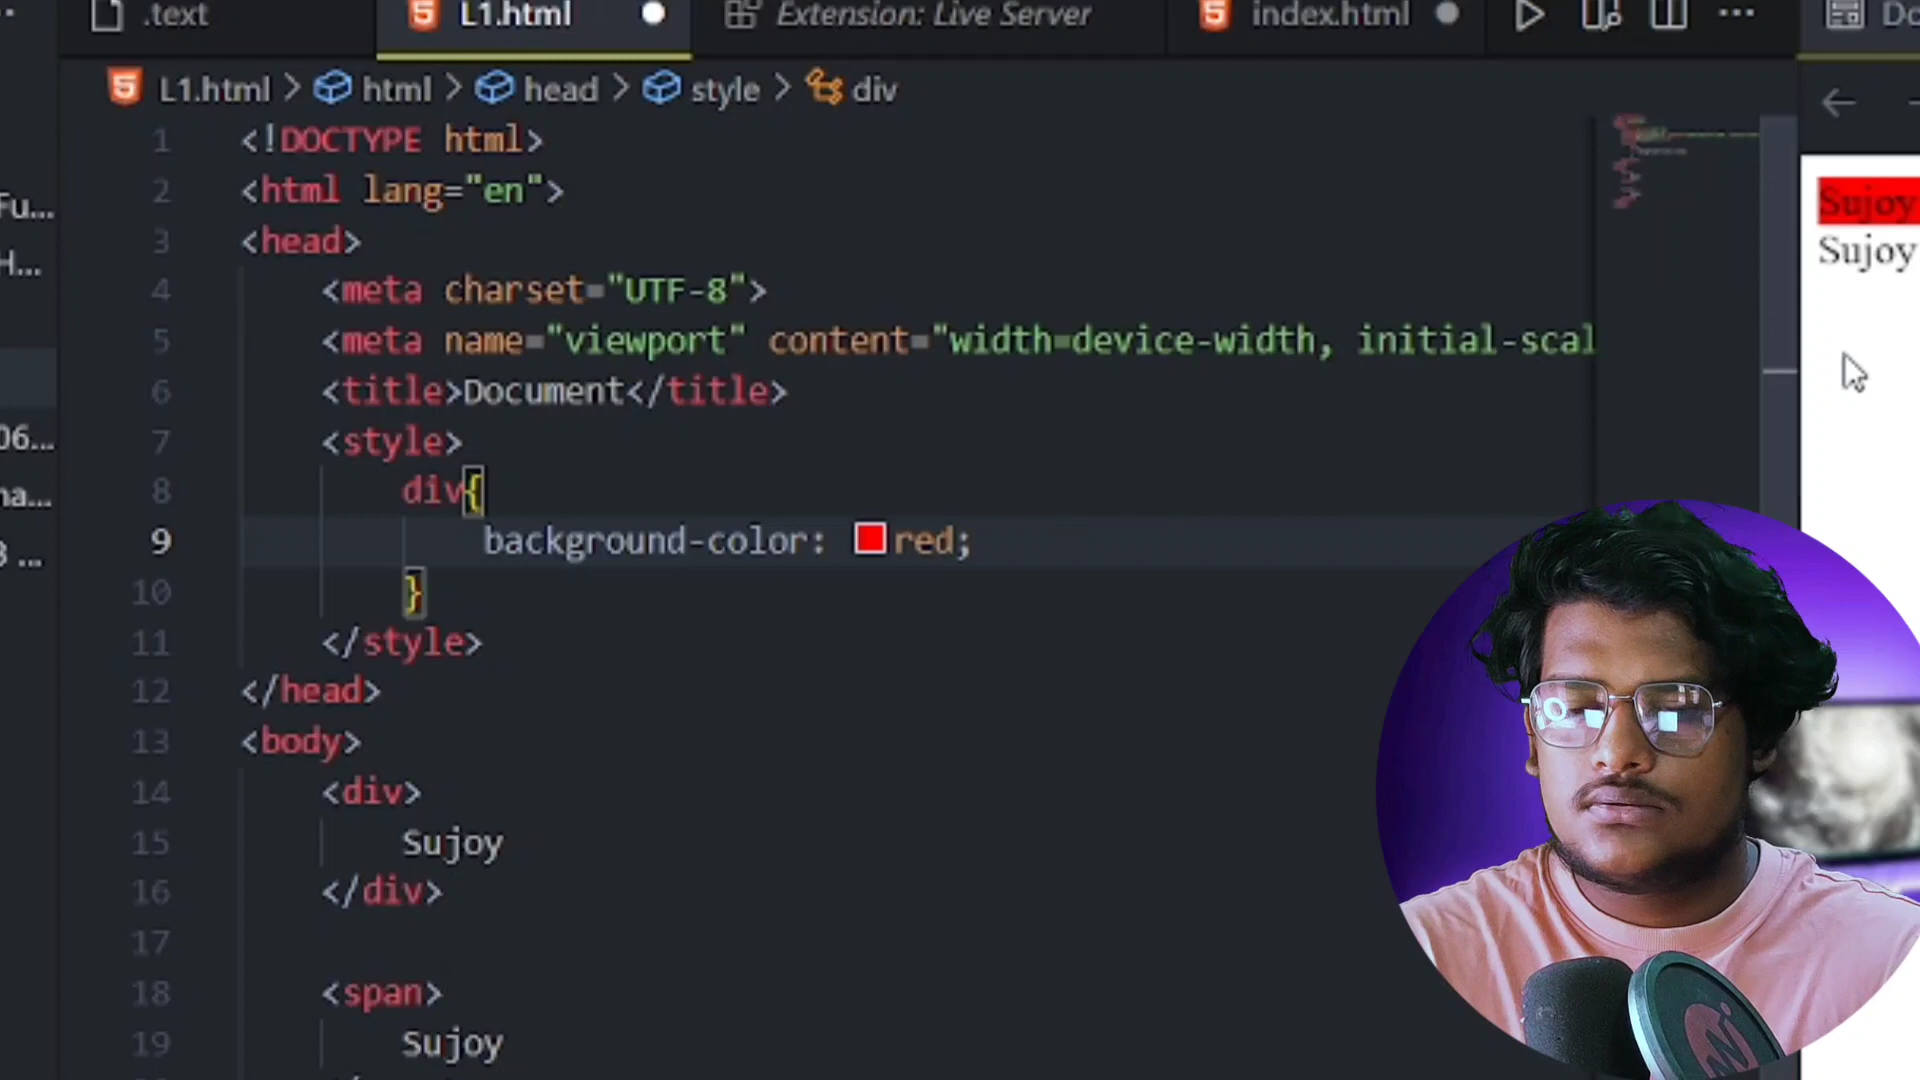 .text L1.html Extension: Live Server index.html
L1.html > html > head > style > div
1 <!DOCTYPE html>
2 <html lang="en">
3 <head>
4 <meta charset="UTF-8">
5 <meta name="viewport" content="width=device-width, initial-scal
6 <title>Document</title>
7 <style>
8 div{
9 background-color: red;
10 }
11 </style>
12 </head>
13 <body>
14 <div>
15 Sujoy
16 </div>
17
18 <span>
19 Sujoy
Sujoy
Sujoy